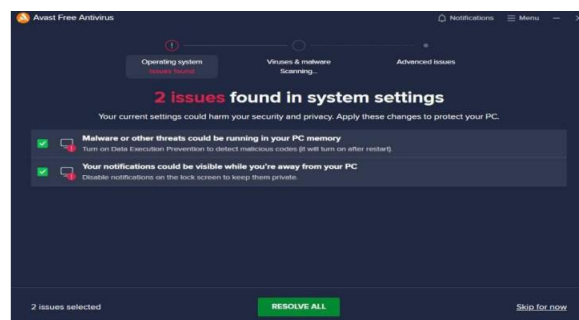 Avast Free Antivirus
Notifications
Menu
Operating system
Issues found
Viruses & malware
Scanning...
Advanced issues
2 issues found in system settings
Your current settings could harm your security and privacy. Apply these changes to protect your PC.
Malware or other threats could be running in your PC memory
Turn on Data Execution Prevention to detect malicious codes (it will turn on after restart).
Your notifications could be visible while you're away from your PC
Disable notifications on the lock screen to keep them private.
2 issues selected
RESOLVE ALL
Skip for now